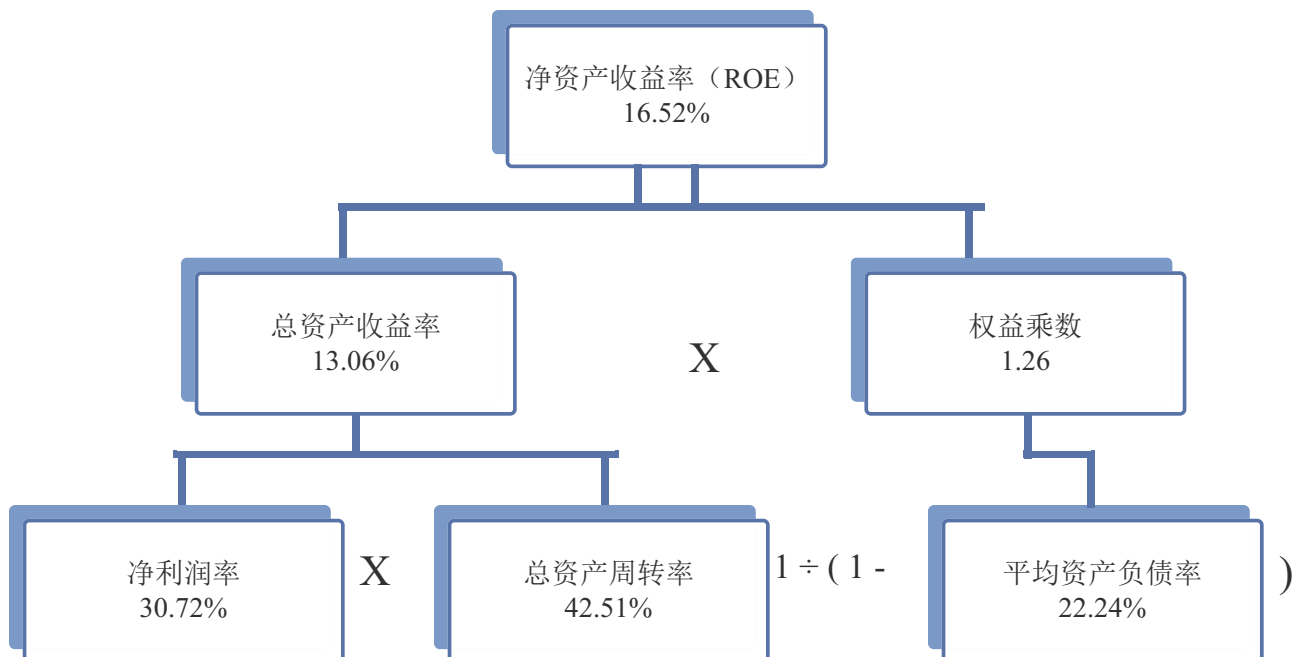 净资产收益率（ROE）
16.52%
总资产收益率
13.06%
X
权益乘数
1.26
净利润率
30.72%
X
总资产周转率
42.51%
1 ÷ ( 1 -
平均资产负债率
22.24%
)